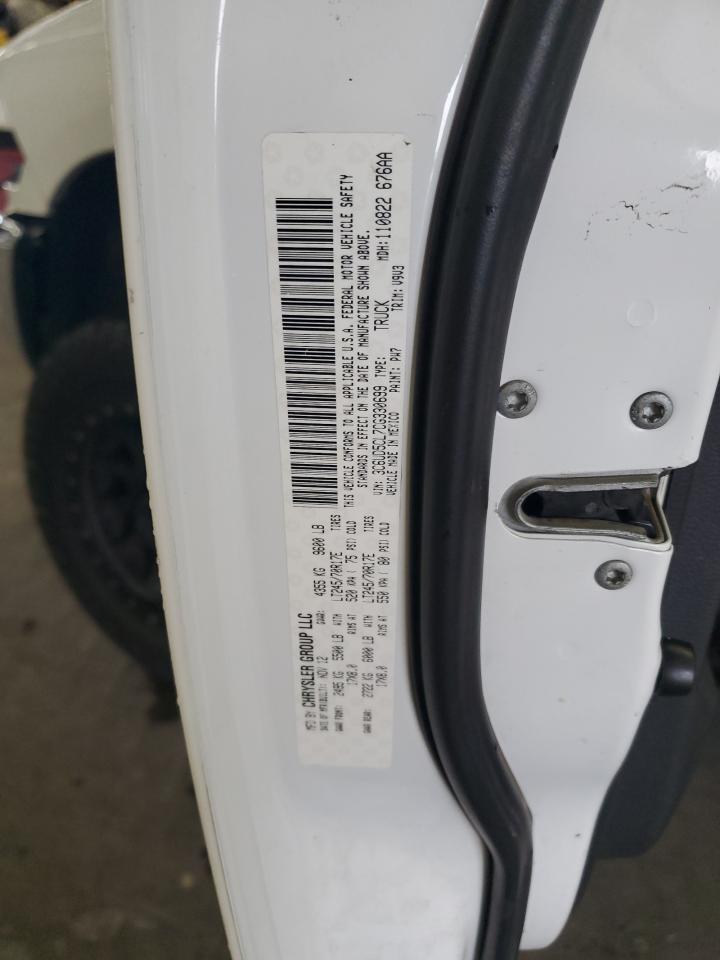 MFD BY CHRYSLER GROUP LLC
DATE OF MFR/BUILT: NOV 12 GVWR: 4355 KG 9600 LB
GAWR FRONT: 2495 KG 5500 LB WITH LT245/70R17E TIRES
17X8.0 RIMS AT 520 KPA ( 75 PSI) COLD
GAWR REAR: 2722 KG 6000 LB WITH LT245/70R17E TIRES
17X8.0 RIMS AT 550 KPA ( 80 PSI) COLD
THIS VEHICLE CONFORMS TO ALL APPLICABLE U.S.A. FEDERAL MOTOR VEHICLE SAFETY
STANDARDS IN EFFECT ON THE DATE OF MANUFACTURE SHOWN ABOVE.
VIN: 3C6UD5CL7CG330699 TYPE: TRUCK MDH:110822 676AA
VEHICLE MADE IN MEXICO PAINT: PW7 TRIM: V9V3